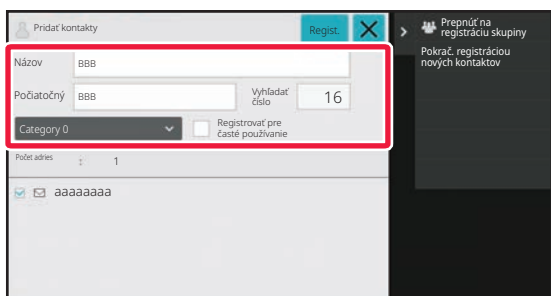 Pridať kontakty
Regist.
Názov
BBB
Počiatočný
BBB
Vyhľadať
číslo
16
Category 0
Registrovať pre
časté používanie
Počet adries : 1
aaaaaaaa
Prepnúť na
registráciu skupiny
Pokrač. registráciou
nových kontaktov